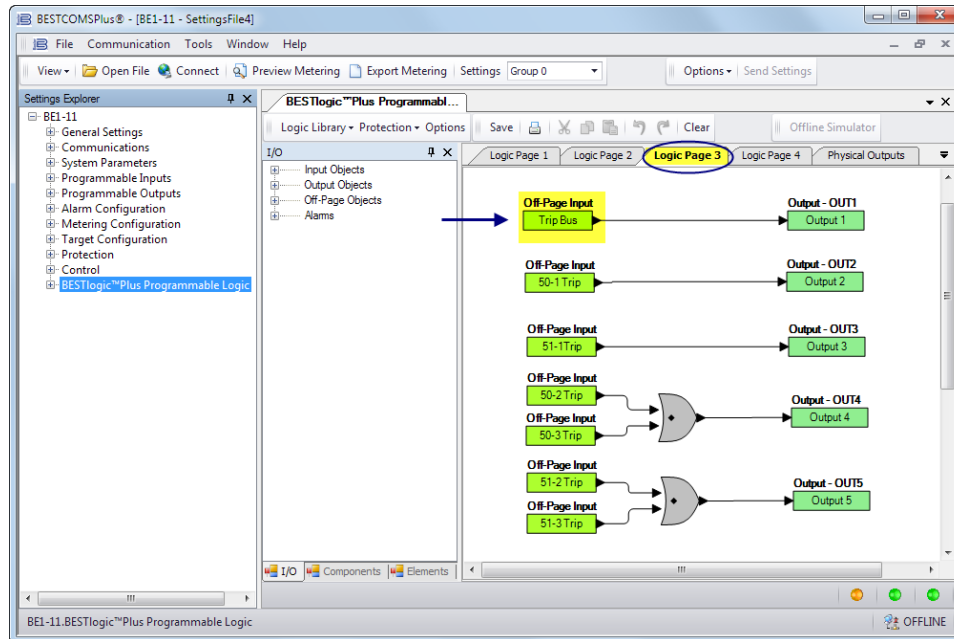 BESTCOMSPlus® - [BE1-11 - SettingsFile4]
File Communication Tools Window Help
View Open File Connect Preview Metering Export Metering Settings Group 0 Options Send Settings
Settings Explorer
BE1-11
General Settings
Communications
System Parameters
Programmable Inputs
Programmable Outputs
Alarm Configuration
Metering Configuration
Target Configuration
Protection
Control
BESTlogic™Plus Programmable Logic
BESTlogic™Plus Programmabl...
Logic Library Protection Options Save Clear Offline Simulator
I/O
Input Objects
Output Objects
Off-Page Objects
Alarms
I/O Components Elements
Logic Page 1 Logic Page 2 Logic Page 3 Logic Page 4 Physical Outputs
Off-Page Input Output - OUT1
Trip Bus Output 1
Off-Page Input Output - OUT2
50-1 Trip Output 2
Off-Page Input Output - OUT3
51-1Trip Output 3
Off-Page Input
50-2 Trip
Output - OUT4
Off-Page Input Output 4
50-3 Trip
Off-Page Input
51-2 Trip
Output - OUT5
Off-Page Input Output 5
51-3 Trip
BE1-11.BESTlogic™Plus Programmable Logic OFFLINE